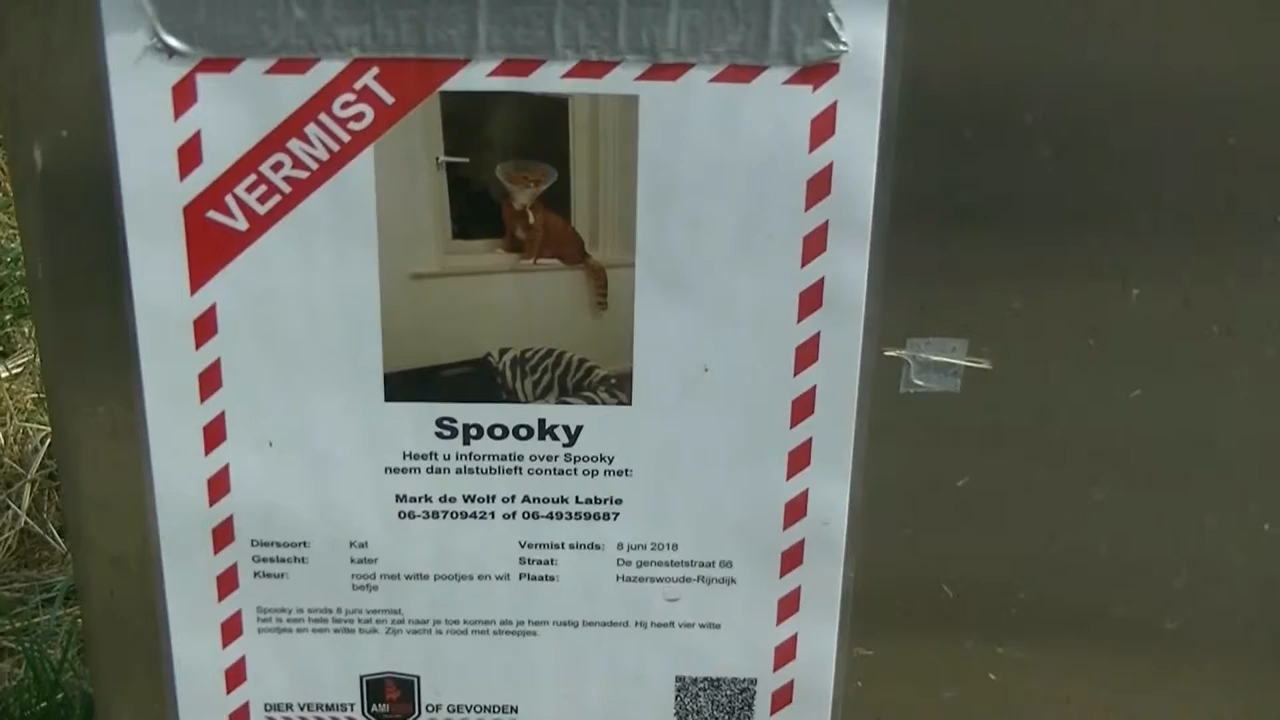 VERMIST
Spooky
Heeft u informatie over Spooky
neem dan alstublieft contact op met:
Mark de Wolf of Anouk Labrie
06-38709421 of 06-49359687
Diersoort: Kat
Geslacht: kater
Kleur: rood met witte pootjes en wit
befje
Vermist sinds: 8 juni 2018
Straat: De genestetstraat 66
Plaats: Hazerswoude-Rijndijk
Spooky is sinds 8 juni vermist,
het is een hele lieve kat en zal naar je toe komen als je hem rustig benaderd. Hij heeft vier witte
pootjes en een witte buik. Zijn vacht is rood met streepjes.
DIER VERMIST OF GEVONDEN